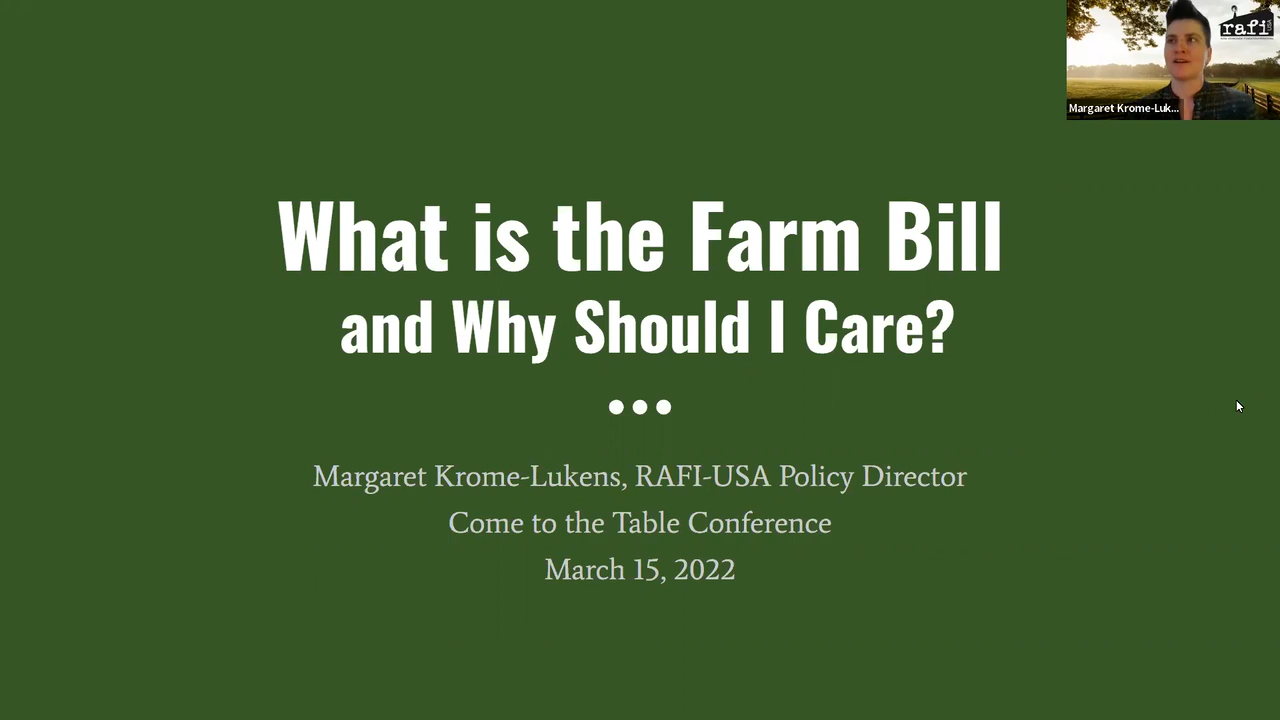 rafi
USA
Margaret Krome-Luk...
What is the Farm Bill
and Why Should I Care?
Margaret Krome-Lukens, RAFI-USA Policy Director
Come to the Table Conference
March 15, 2022